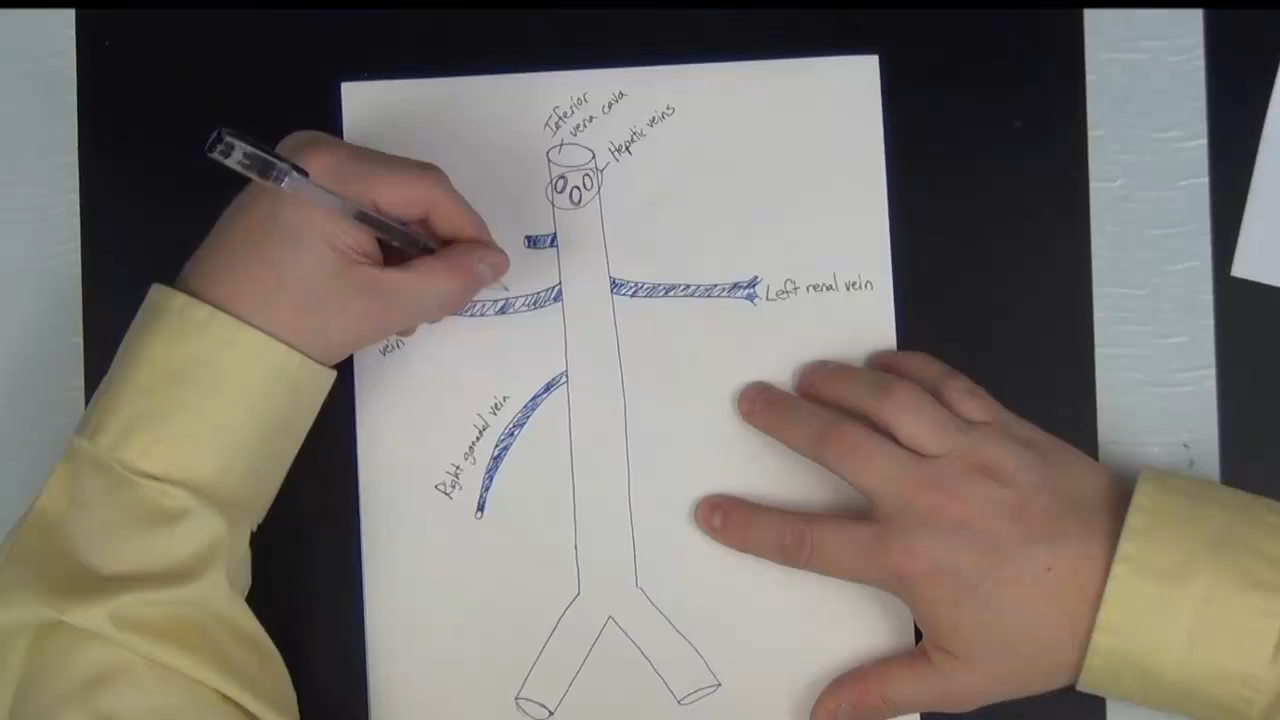 Inferior
vena cava
Hepatic veins
Left renal vein
vein
Right gonadal vein